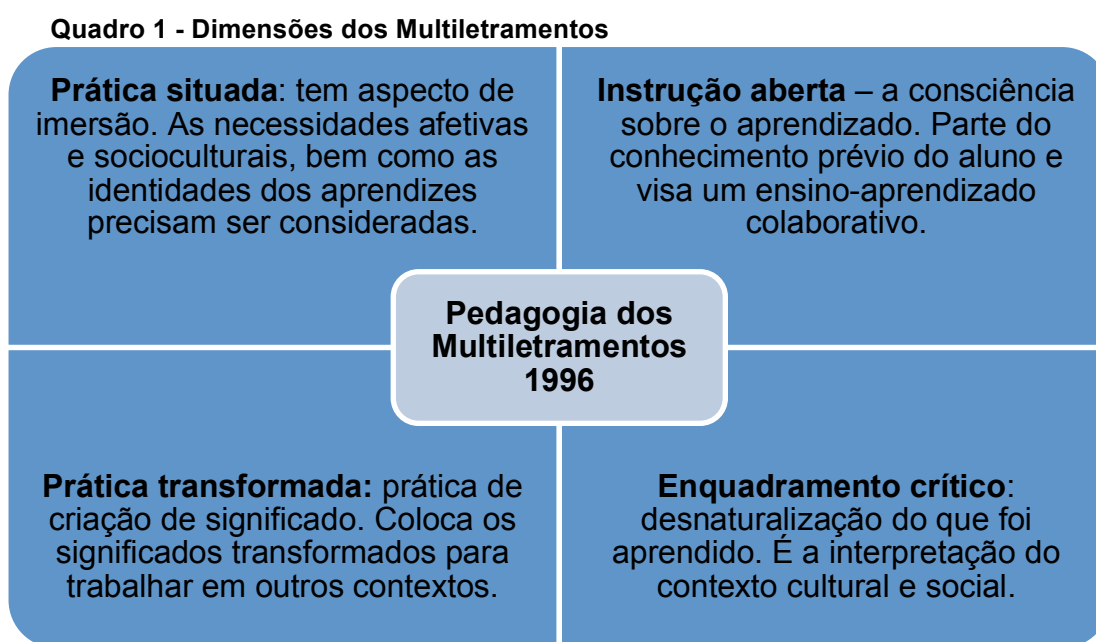 Quadro 1 - Dimensões dos Multiletramentos
Prática situada: tem aspecto de
imersão. As necessidades afetivas
e socioculturais, bem como as
identidades dos aprendizes
precisam ser consideradas.
Instrução aberta – a consciência
sobre o aprendizado. Parte do
conhecimento prévio do aluno e
visa um ensino-aprendizado
colaborativo.
Pedagogia dos
Multiletramentos
1996
Prática transformada: prática de
criação de significado. Coloca os
significados transformados para
trabalhar em outros contextos.
Enquadramento crítico:
desnaturalização do que foi
aprendido. É a interpretação do
contexto cultural e social.